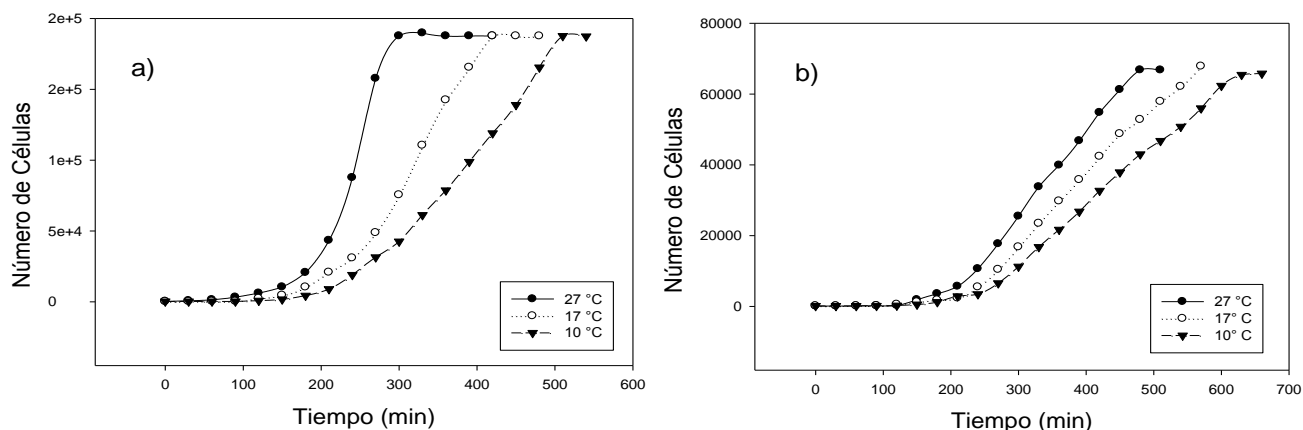 a)
Número de Células
2e+5
2e+5
1e+5
5e+4
0
0 100 200 300 400 500 600
Tiempo (min)
27 °C
17 °C
10 °C
b)
Número de Células
80000
60000
40000
20000
0
0 100 200 300 400 500 600 700
Tiempo (min)
27 °C
17° C
10° C